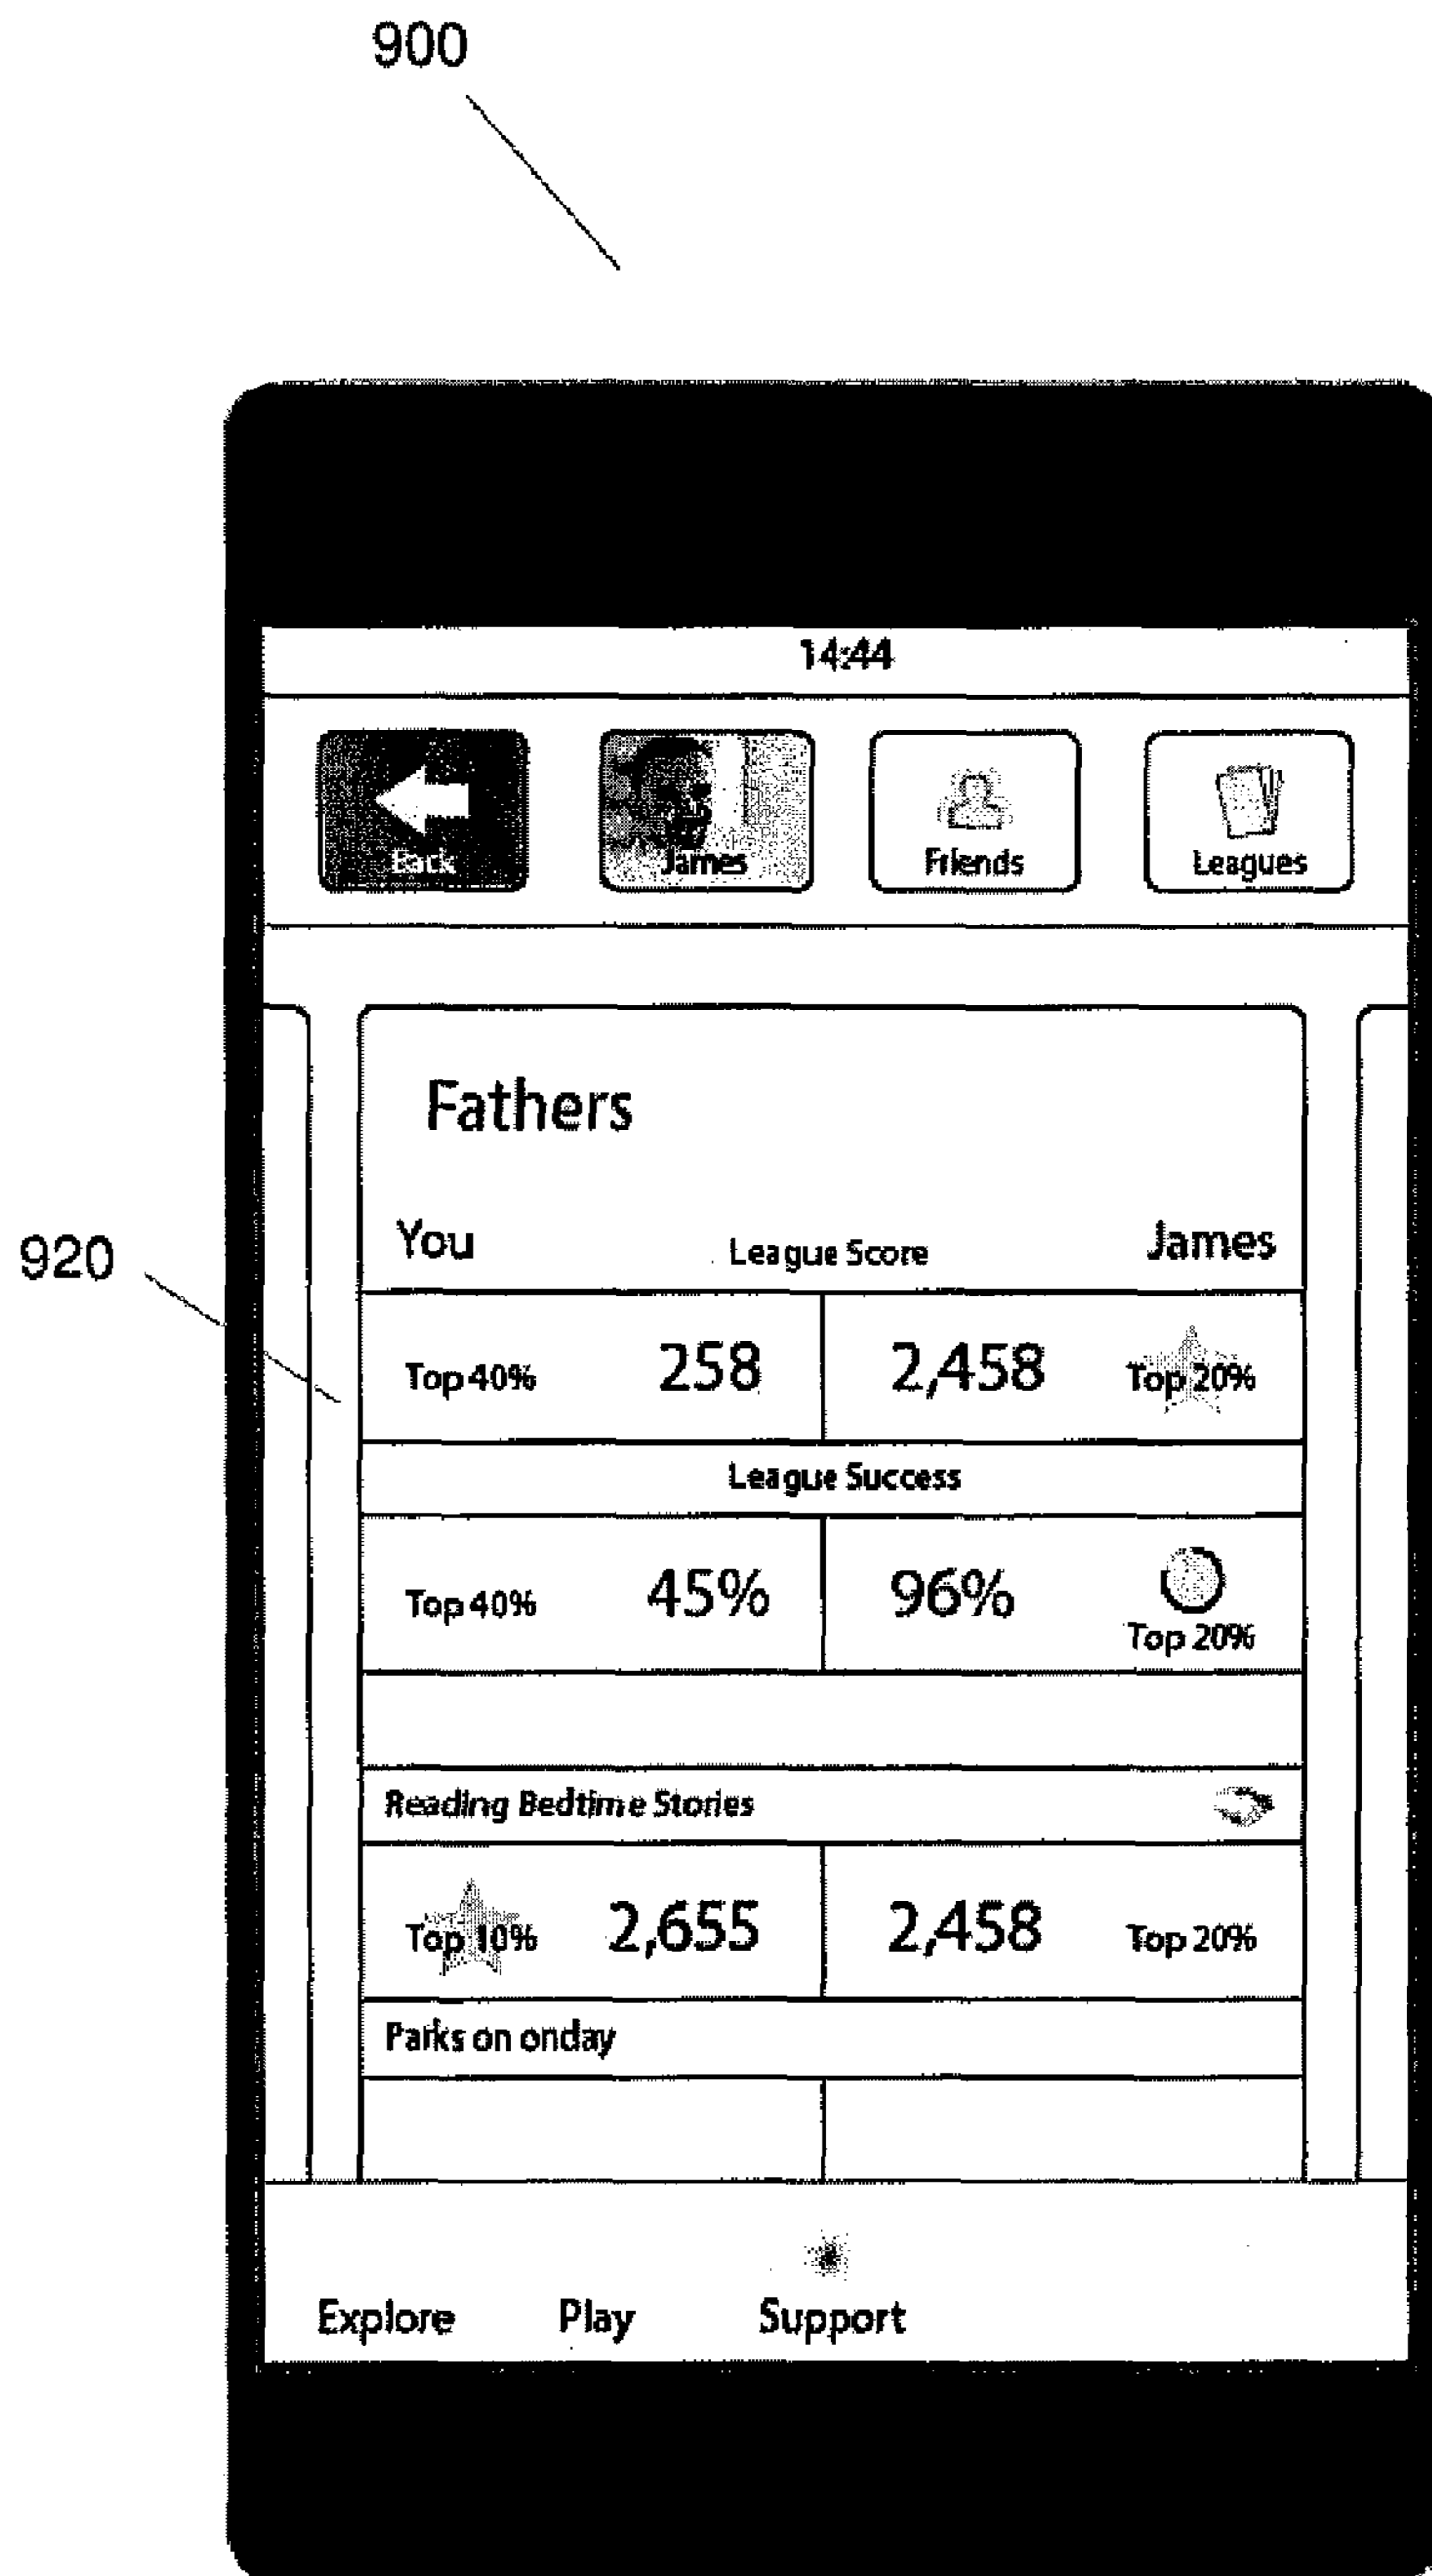 900
14:44
Back James Friends Leagues
Fathers
920
You League Score James
Top 40% 258 2,458 Top 20%
League Success
Top 40% 45% 96% Top 20%
Reading Bedtime Stories
Top 10% 2,655 2,458 Top 20%
Parks on onday
Explore Play Support